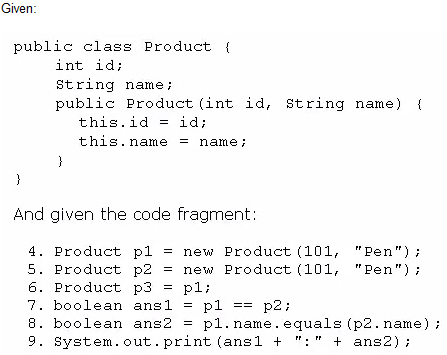 Given:
public class Product {
int id;
String name;
public Product(int id, String name) {
this.id = id;
this.name = name;
}
}
And given the code fragment:
4. Product p1 = new Product(101, "Pen");
5. Product p2 = new Product(101, "Pen");
6. Product p3 = p1;
7. boolean ans1 = p1 == p2;
8. boolean ans2 = p1.name.equals(p2.name);
9. System.out.print(ans1 + ":" + ans2);